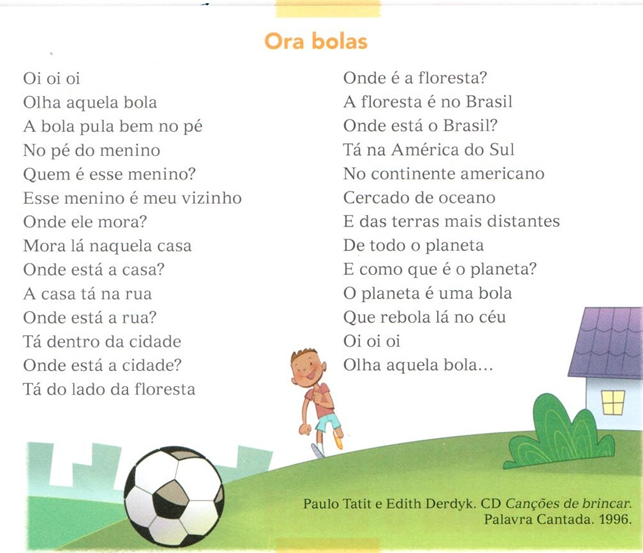 Ora bolas
Oi oi oi
Olha aquela bola
A bola pula bem no pé
No pé do menino
Quem é esse menino?
Esse menino é meu vizinho
Onde ele mora?
Mora lá naquela casa
Onde está a casa?
A casa tá na rua
Onde está a rua?
Tá dentro da cidade
Onde está a cidade?
Tá do lado da floresta
Onde é a floresta?
A floresta é no Brasil
Onde está o Brasil?
Tá na América do Sul
No continente americano
Cercado de oceano
E das terras mais distantes
De todo o planeta
E como que é o planeta?
O planeta é uma bola
Que rebola lá no céu
Oi oi oi
Olha aquela bola...
Paulo Tatit e Edith Derdyk. CD Canções de brincar.
Palavra Cantada. 1996.